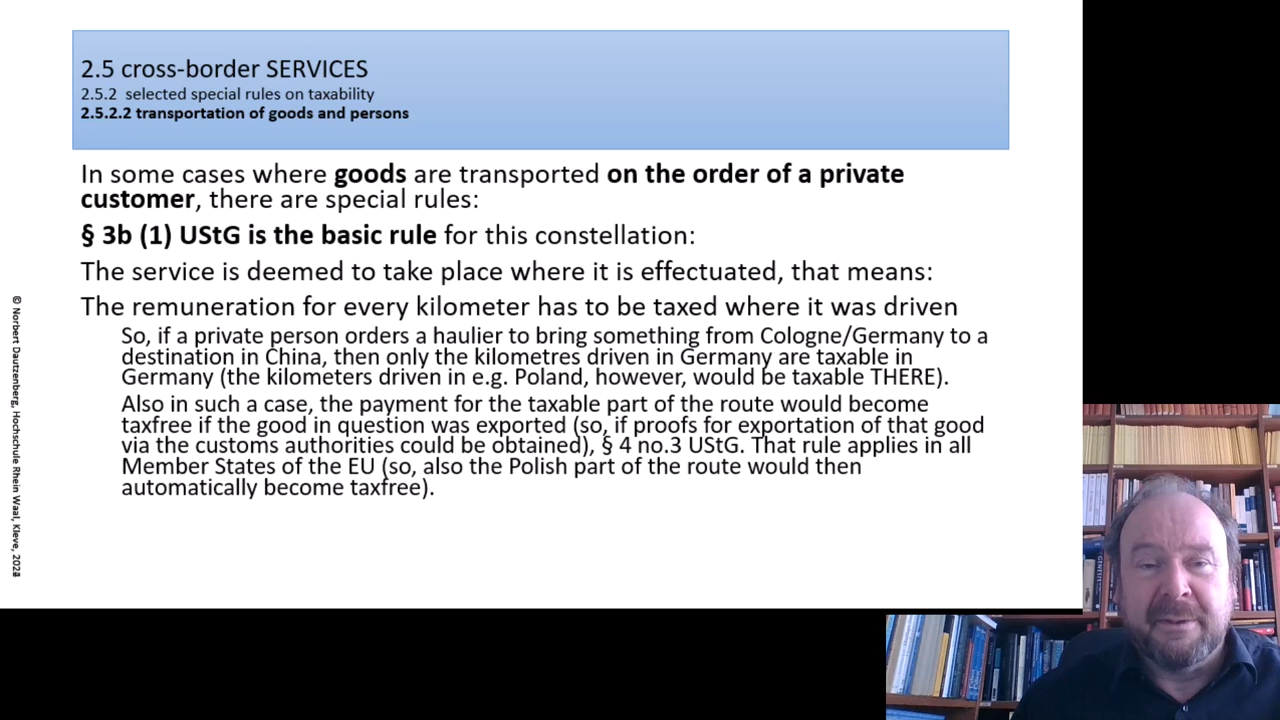 2.5 cross-border SERVICES
2.5.2 selected special rules on taxability
2.5.2.2 transportation of goods and persons
In some cases where goods are transported on the order of a private
customer, there are special rules:
§ 3b (1) UStG is the basic rule for this constellation:
The service is deemed to take place where it is effectuated, that means:
The remuneration for every kilometer has to be taxed where it was driven
So, if a private person orders a haulier to bring something from Cologne/Germany to a
destination in China, then only the kilometres driven in Germany are taxable in
Germany (the kilometers driven in e.g. Poland, however, would be taxable THERE).
Also in such a case, the payment for the taxable part of the route would become
taxfree if the good in question was exported (so, if proofs for exportation of that good
via the customs authorities could be obtained), § 4 no.3 UStG. That rule applies in all
Member States of the EU (so, also the Polish part of the route would then
automatically become taxfree).
© Norbert Dautzenberg, Hochschule Rhein Waal, Kleve,
GENESIS